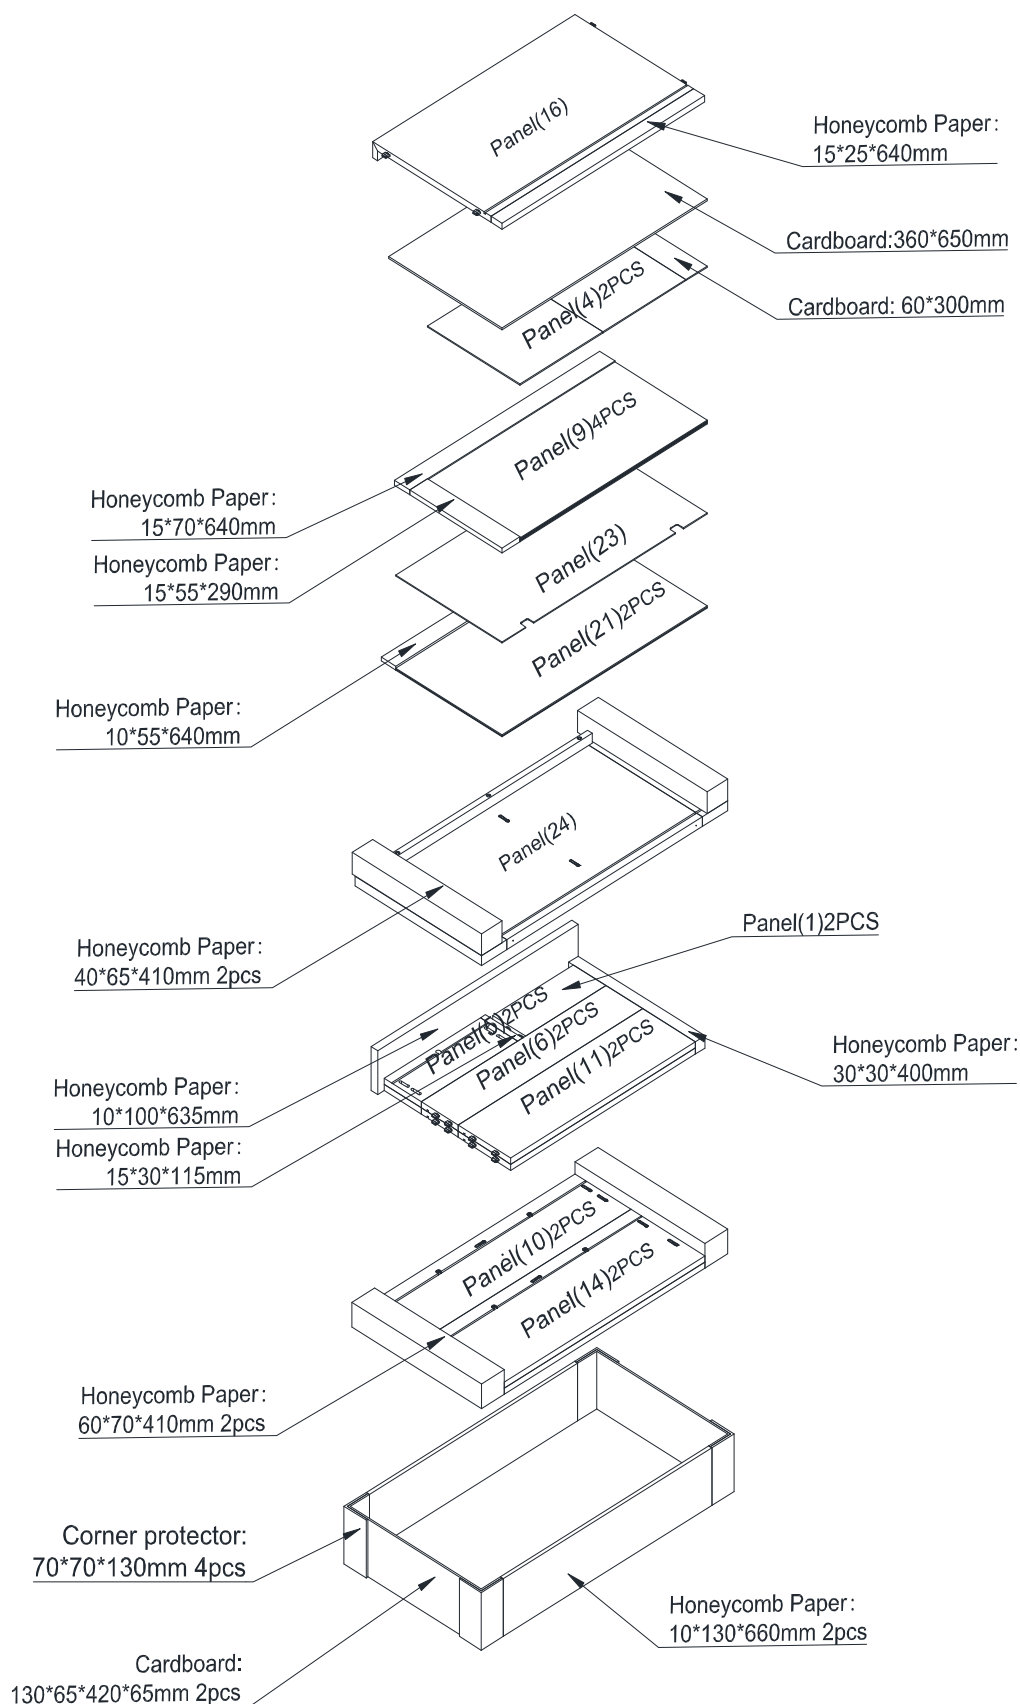 Panel(16)
Honeycomb Paper:
15*25*640mm
Cardboard:360*650mm
Panel(4)2PCS
Cardboard: 60*300mm
Panel(9)4PCS
Honeycomb Paper:
15*70*640mm
Honeycomb Paper:
15*55*290mm
Panel(23)
Panel(21)2PCS
Honeycomb Paper:
10*55*640mm
Panel(24)
Honeycomb Paper:
40*65*410mm 2pcs
Panel(1)2PCS
Panel(5)2PCS
Panel(6)2PCS
Panel(11)2PCS
Honeycomb Paper:
30*30*400mm
Honeycomb Paper:
10*100*635mm
Honeycomb Paper:
15*30*115mm
Panel(10)2PCS
Panel(14)2PCS
Honeycomb Paper:
60*70*410mm 2pcs
Corner protector:
70*70*130mm 4pcs
Honeycomb Paper:
10*130*660mm 2pcs
Cardboard:
130*65*420*65mm 2pcs